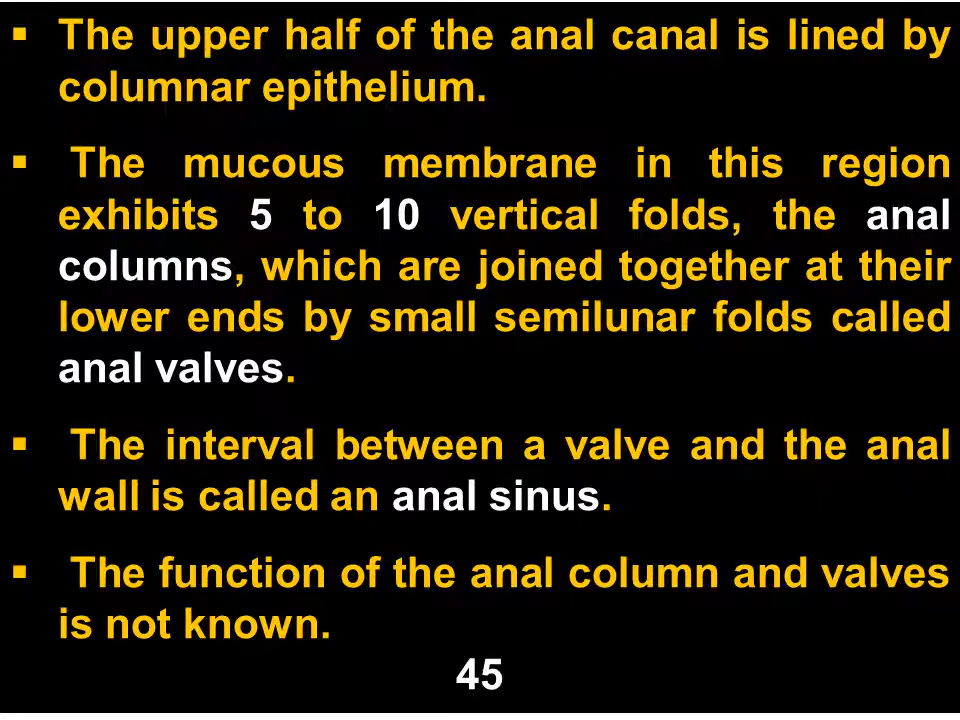 ▪ The upper half of the anal canal is lined by
columnar epithelium.
▪ The mucous membrane in this region
exhibits 5 to 10 vertical folds, the anal
columns, which are joined together at their
lower ends by small semilunar folds called
anal valves.
▪ The interval between a valve and the anal
wall is called an anal sinus.
▪ The function of the anal column and valves
is not known.
45